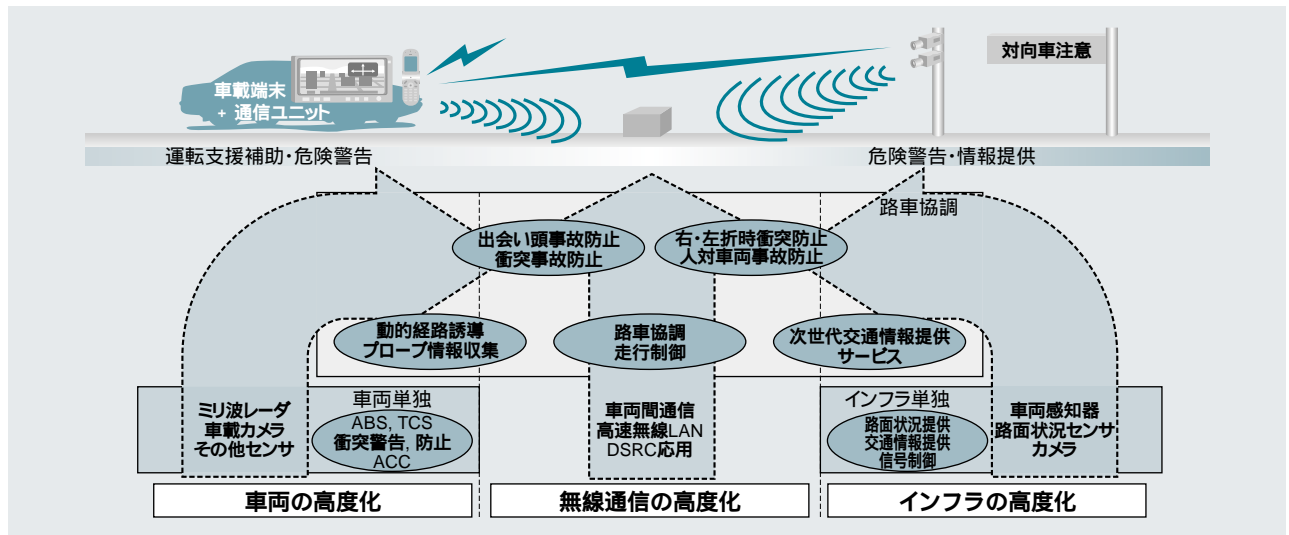 対向車注意
車載端末
+ 通信ユニット
運転支援補助・危険警告
危険警告・情報提供
路車協調
出会い頭事故防止
衝突事故防止
右・左折時衝突防止
人対車両事故防止
動的経路誘導
プローブ情報収集
路車協調
走行制御
次世代交通情報提供
サービス
ミリ波レーダ
車載カメラ
その他センサ
車両単独
ABS, TCS
衝突警告, 防止
ACC
車両間通信
高速無線LAN
DSRC応用
インフラ単独
路面状況提供
交通情報提供
信号制御
車両感知器
路面状況センサ
カメラ
車両の高度化
無線通信の高度化
インフラの高度化